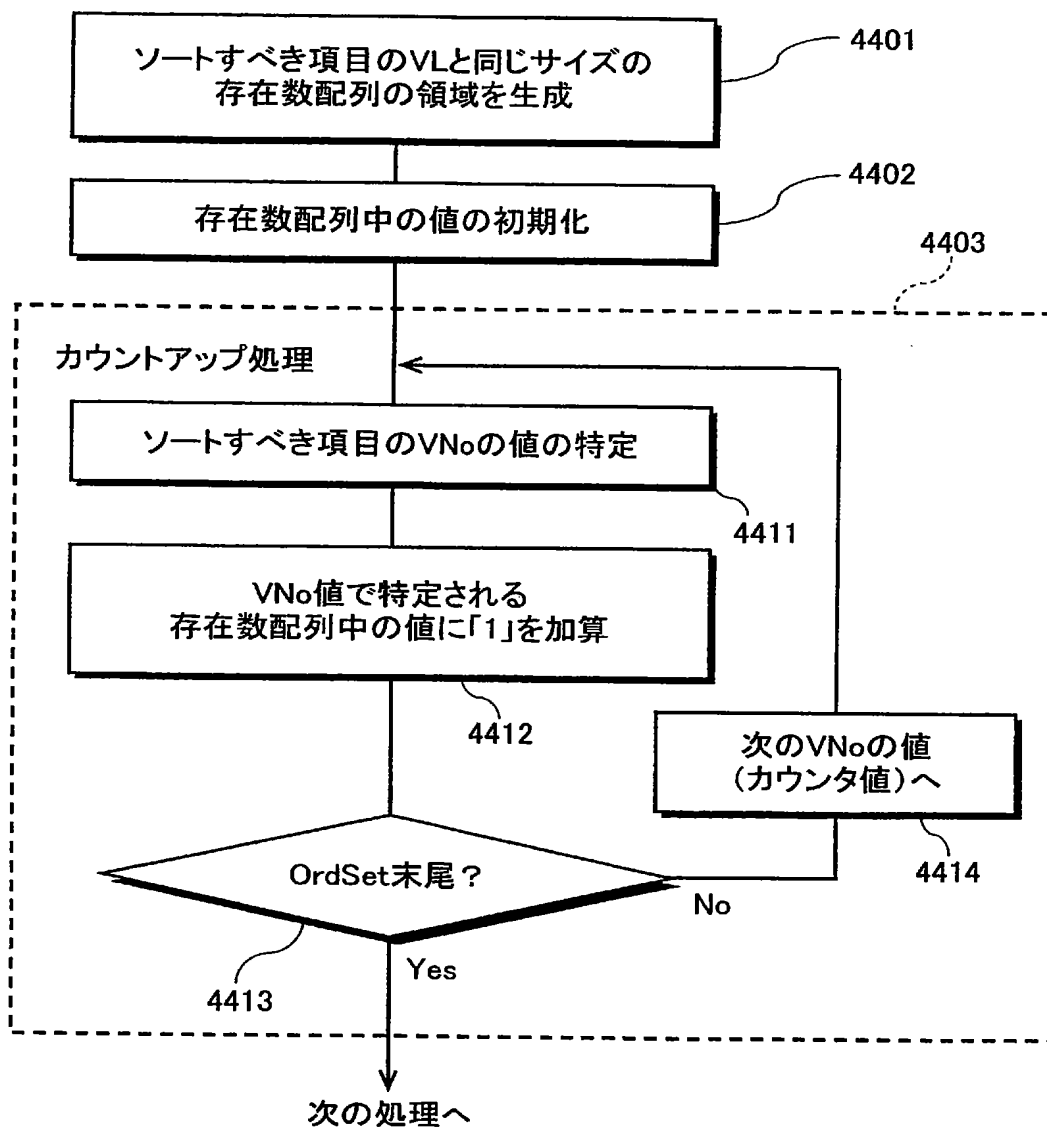 ソートすべき項目のVLと同じサイズの
存在数配列の領域を生成
4401
存在数配列中の値の初期化
4402
4403
カウントアップ処理
ソートすべき項目のVNoの値の特定
4411
VNo値で特定される
存在数配列中の値に「1」を加算
4412
次のVNoの値
(カウンタ値)へ
4414
OrdSet末尾?
No
Yes
4413
次の処理へ